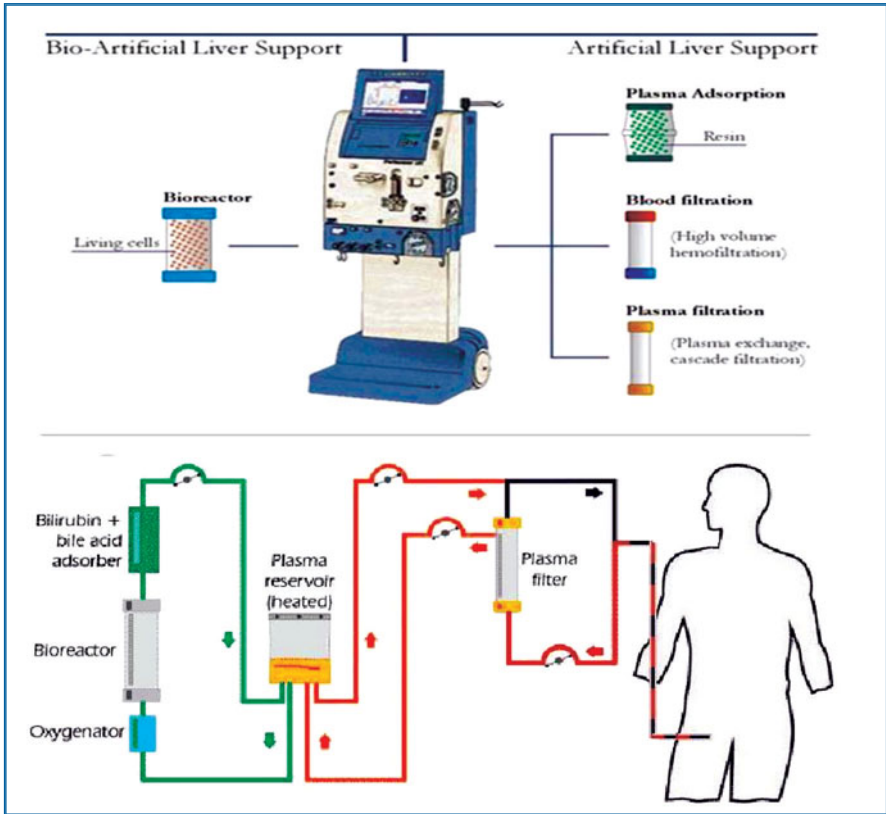 Bio-Artificial Liver Support
Artificial Liver Support
Plasma Adsorption
Resin
Bioreactor
Living cells
Blood filtration
(High volume
hemofiltration)
Plasma filtration
(Plasma exchange,
cascade filtration)
Bilirubin +
bile acid
adsorber
Bioreactor
Oxygenator
Plasma
reservoir
(heated)
Plasma
filter